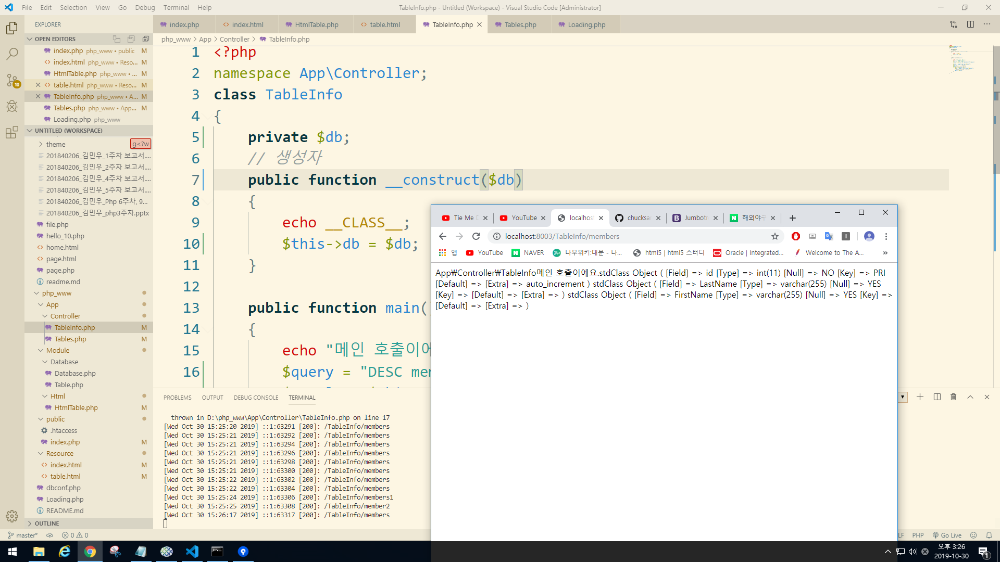 File Edit Selection View Go Debug Terminal Help
TableInfo.php - Untitled (Workspace) - Visual Studio Code [Administrator]
EXPLORER
index.php index.html HtmlTable.php table.html TableInfo.php Tables.php Loading.php
OPEN EDITORS
php_www App Controller TableInfo.php
index.php php_www • public M
index.html php_www • Reso... M
HtmlTable.php php_www • ... M
table.html php_www • Reso... M
TableInfo.php php_www • A... M
Tables.php php_www • App... M
Loading.php php_www
UNTITLED (WORKSPACE)
theme g<?w
201840206_김민우_1주차 보고서....
201840206_김민우_2주차 보고서....
201840206_김민우_4주차 보고서....
201840206_김민우_5주차 보고서....
201840206_김민우_Php 6주차, 9...
201840206_김민우_php3주차.pptx
file.php
hello_10.php
home.html
page.html
page.php
readme.md
php_www
App
Controller
TableInfo.php M
Tables.php M
Module
Database
Database.php
Table.php
Html
HtmlTable.php M
public
.htaccess
index.php M
Resource
index.html M
table.html M
dbconf.php
Loading.php
README.md
OUTLINE
1 <?php
2 namespace App\Controller;
3 class TableInfo
4 {
5 private $db;
6 // 생성자
7 public function __construct($db)
8 {
9 echo __CLASS__;
10 $this->db = $db;
11 }
12
13 public function main(
14 {
15 echo "메인 호출이에
16 $query = "DESC mem
PROBLEMS OUTPUT DEBUG CONSOLE TERMINAL
thrown in D:\php_www\App\Controller\TableInfo.php on line 17
[Wed Oct 30 15:25:20 2019] ::1:63291 [200]: /TableInfo/members
[Wed Oct 30 15:25:21 2019] ::1:63292 [200]: /TableInfo/members
[Wed Oct 30 15:25:21 2019] ::1:63294 [200]: /TableInfo/members
[Wed Oct 30 15:25:21 2019] ::1:63296 [200]: /TableInfo/members
[Wed Oct 30 15:25:21 2019] ::1:63298 [200]: /TableInfo/members
[Wed Oct 30 15:25:21 2019] ::1:63300 [200]: /TableInfo/members
[Wed Oct 30 15:25:22 2019] ::1:63302 [200]: /TableInfo/members
[Wed Oct 30 15:25:22 2019] ::1:63304 [200]: /TableInfo/members
[Wed Oct 30 15:25:24 2019] ::1:63306 [200]: /TableInfo/members1
[Wed Oct 30 15:25:25 2019] ::1:63308 [200]: /TableInfo/member2
[Wed Oct 30 15:26:17 2019] ::1:63317 [200]: /TableInfo/members
Tie Me YouTube localhos chucksa Jumbotr 해외야구
localhost:8003/TableInfo/members
앱 YouTube NAVER 나무위키:대문 - 나... html5 | html5 스터디 Oracle | Integrated... Welcome to The A... »
App₩Controller₩TableInfo메인 호출이에요.stdClass Object ( [Field] => id [Type] => int(11) [Null] => NO [Key] => PRI
[Default] => [Extra] => auto_increment ) stdClass Object ( [Field] => LastName [Type] => varchar(255) [Null] => YES
[Key] => [Default] => [Extra] => ) stdClass Object ( [Field] => FirstName [Type] => varchar(255) [Null] => YES [Key] =>
[Default] => [Extra] => )
master* 0 0 LF PHP Go Live
오후 3:26
2019-10-30
1
10